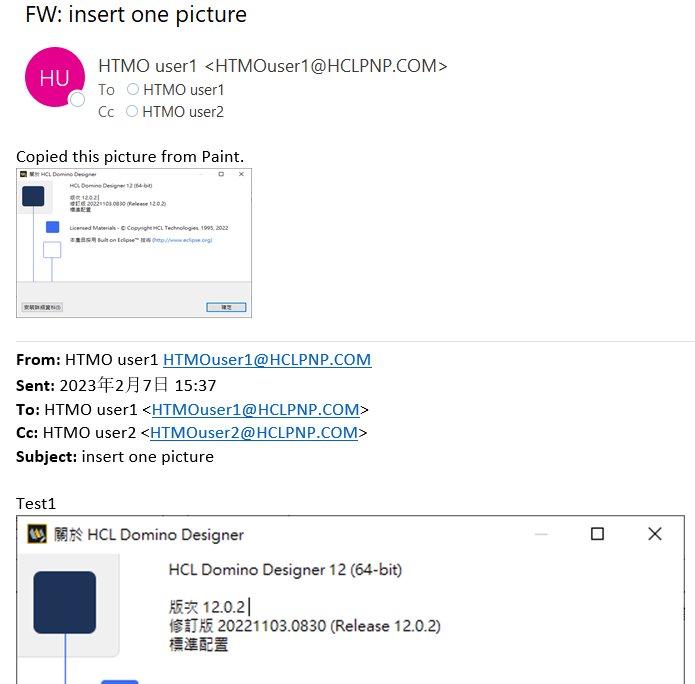 FW: insert one picture
HU
HTMO user1 <HTMOuser1@HCLPNP.COM>
To HTMO user1
Cc HTMO user2
Copied this picture from Paint.
關於 HCL Domino Designer
HCL Domino Designer 12 (64-bit)
版次 12.0.2
修訂版 20221103.0830 (Release 12.0.2)
標準配置
Licensed Materials - © Copyright HCL Technologies. 1995, 2022
本產品採用 Built on Eclipse™ 技術 (http://www.eclipse.org)
確定
From: HTMO user1 HTMOuser1@HCLPNP.COM
Sent: 2023年2月7日 15:37
To: HTMO user1 <HTMOuser1@HCLPNP.COM>
Cc: HTMO user2 <HTMOuser2@HCLPNP.COM>
Subject: insert one picture
Test1
關於 HCL Domino Designer
HCL Domino Designer 12 (64-bit)
版次 12.0.2
修訂版 20221103.0830 (Release 12.0.2)
標準配置